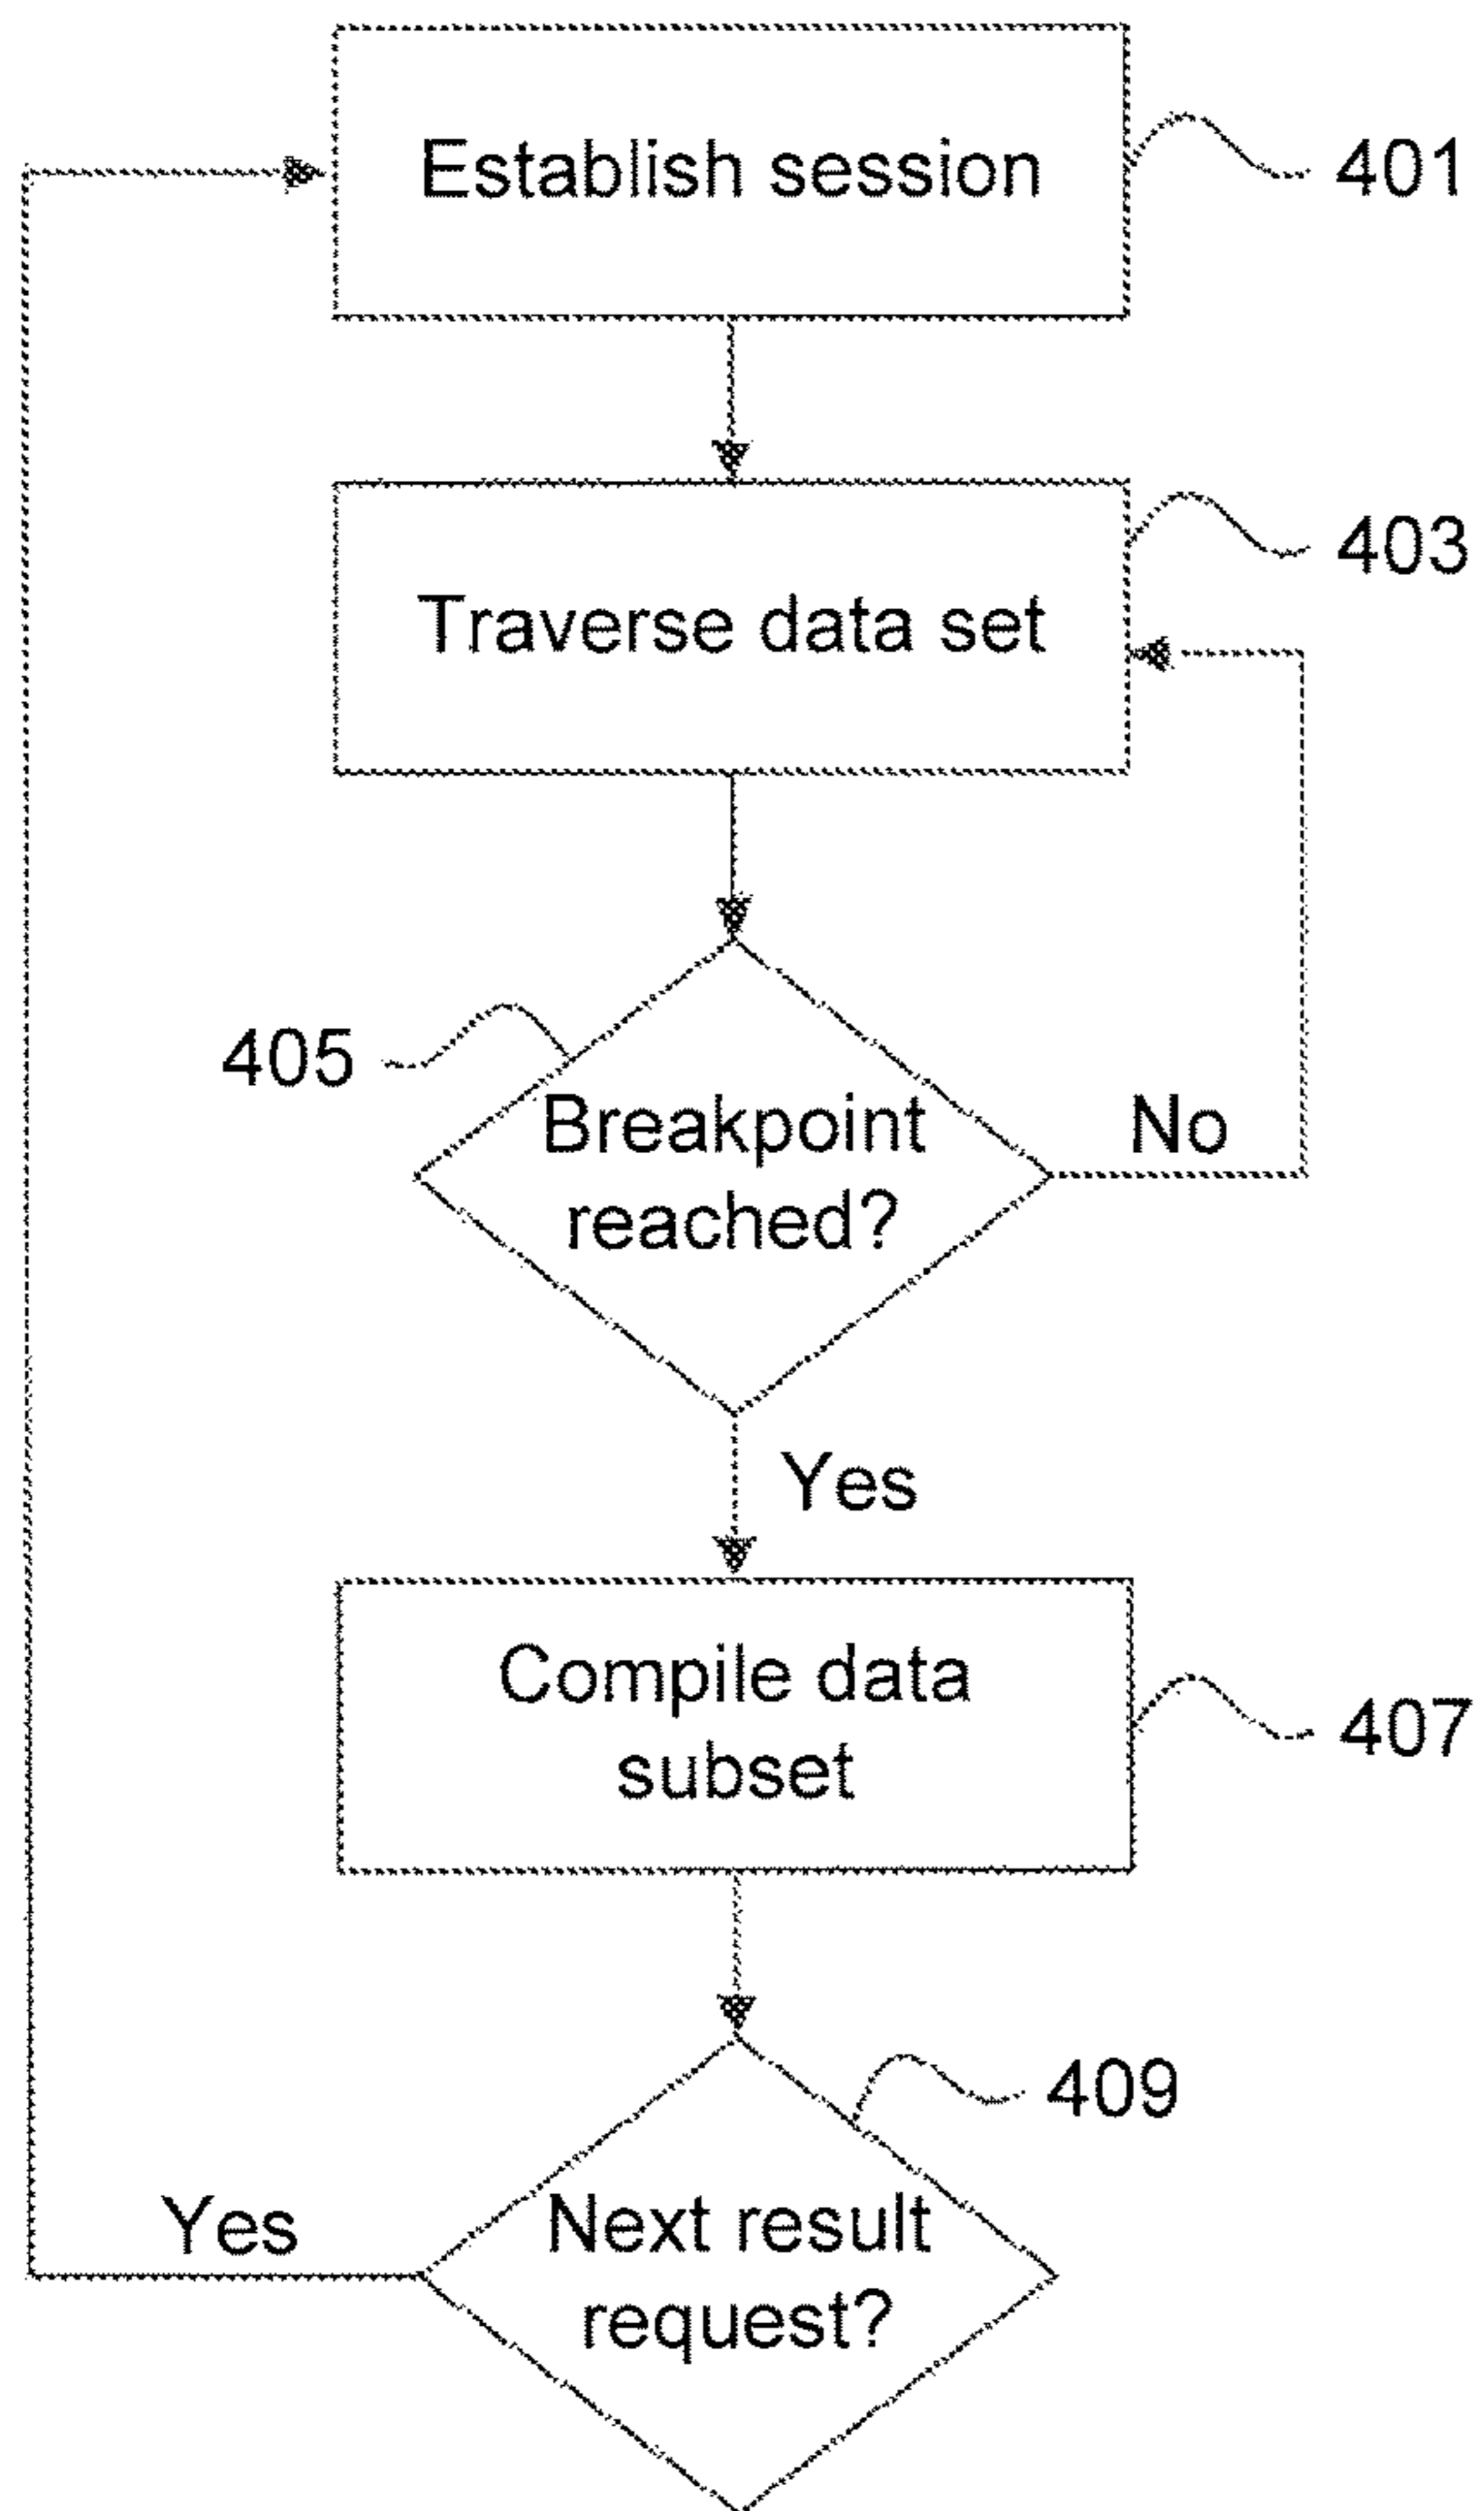 Establish session
401
Traverse data set
403
405
Breakpoint
reached?
No
Yes
Compile data
subset
407
409
Next result
request?
Yes